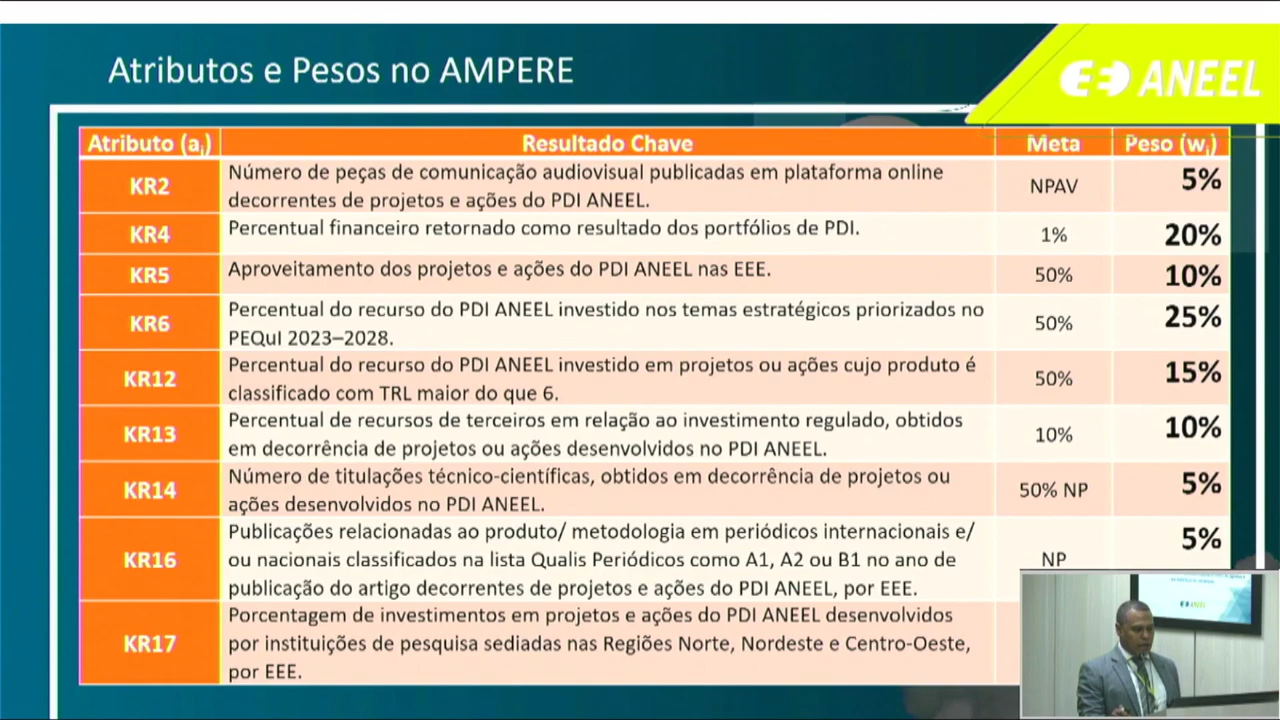 Atributos e Pesos no AMPERE
ANEEL
Atributo (ai) Resultado Chave Meta Peso (wi)
KR2 Número de peças de comunicação audiovisual publicadas em plataforma online NPAV 5%
decorrentes de projetos e ações do PDI ANEEL.
KR4 Percentual financeiro retornado como resultado dos portfólios de PDI. 1% 20%
KR5 Aproveitamento dos projetos e ações do PDI ANEEL nas EEE. 50% 10%
KR6 Percentual do recurso do PDI ANEEL investido nos temas estratégicos priorizados no 50% 25%
PEQuI 2023–2028.
KR12 Percentual do recurso do PDI ANEEL investido em projetos ou ações cujo produto é 50% 15%
classificado com TRL maior do que 6.
KR13 Percentual de recursos de terceiros em relação ao investimento regulado, obtidos 10% 10%
em decorrência de projetos ou ações desenvolvidos no PDI ANEEL.
KR14 Número de titulações técnico-científicas, obtidos em decorrência de projetos ou 50% NP 5%
ações desenvolvidos no PDI ANEEL.
KR16 Publicações relacionadas ao produto/ metodologia em periódicos internacionais e/ NP 5%
ou nacionais classificados na lista Qualis Periódicos como A1, A2 ou B1 no ano de
publicação do artigo decorrentes de projetos e ações do PDI ANEEL, por EEE.
KR17 Porcentagem de investimentos em projetos e ações do PDI ANEEL desenvolvidos
por instituições de pesquisa sediadas nas Regiões Norte, Nordeste e Centro-Oeste,
por EEE.
ANEEL